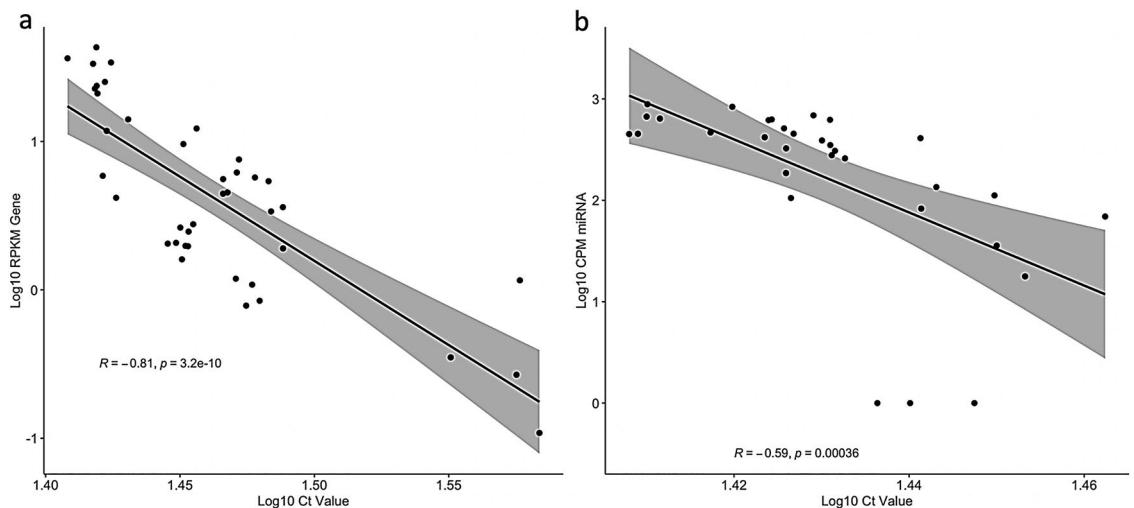 a
Log10 RPKM Gene
1
0
-1
R = −0.81, p = 3.2e-10
1.40
1.45
1.50
1.55
Log10 Ct Value
b
Log10 CPM miRNA
3
2
1
0
R = −0.59, p = 0.00036
1.42
1.44
1.46
Log10 Ct Value